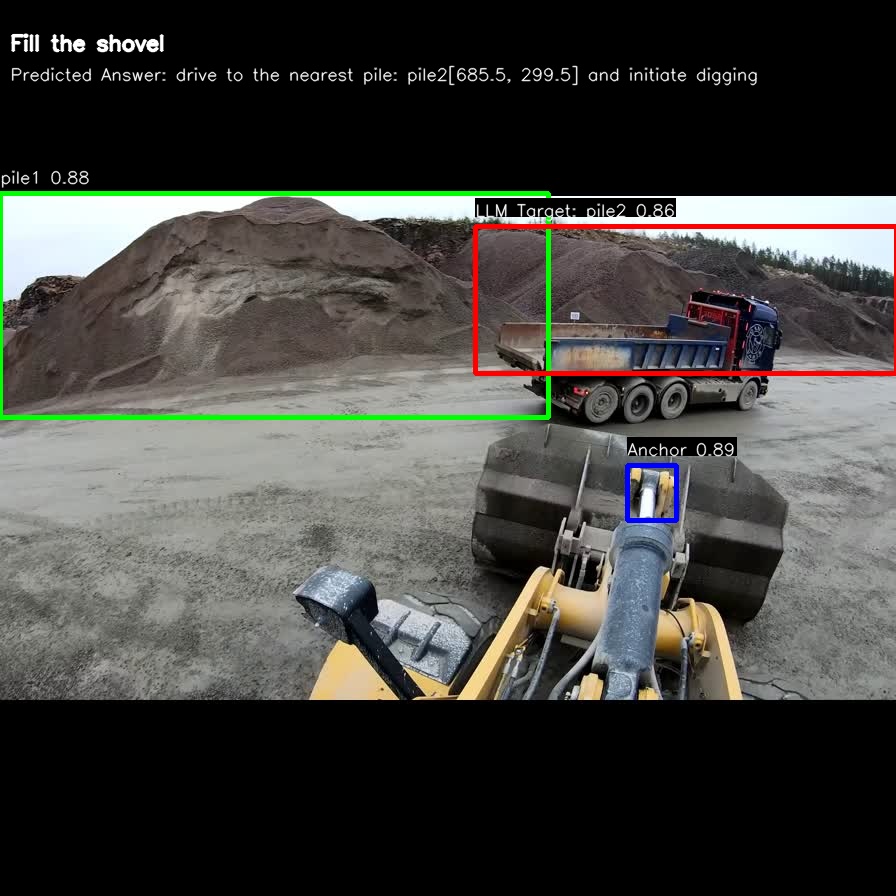 Fill the shovel
Predicted Answer: drive to the nearest pile: pile2[685.5, 299.5] and initiate digging
pile1 0.88
LLM Target: pile2 0.86
Anchor 0.89